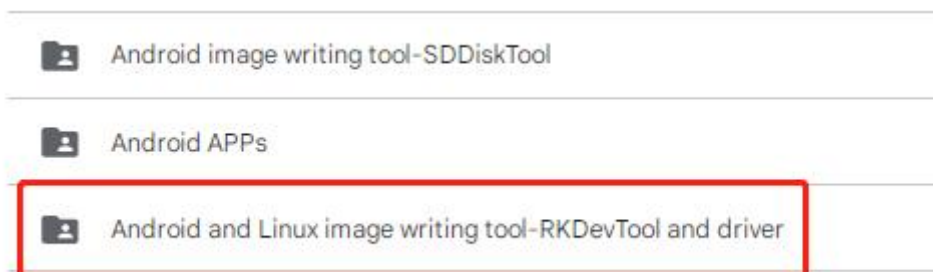 Android image writing tool-SDDiskTool
Android APPs
Android and Linux image writing tool-RKDevTool and driver